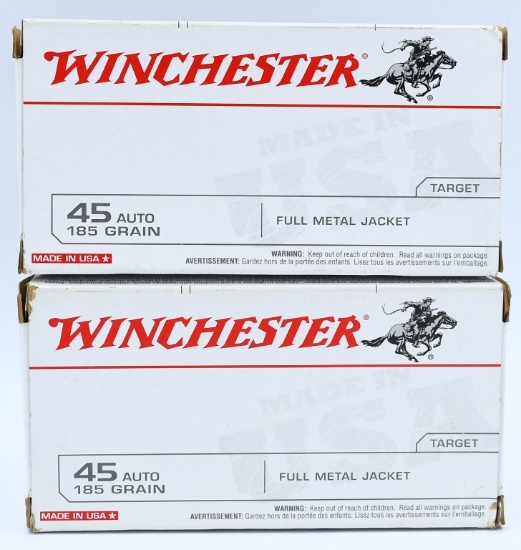 WINCHESTER®
®
MADE IN
USA
TARGET
45 AUTO
185 GRAIN
FULL METAL JACKET
WARNING: Keep out of reach of children. Read all warnings on package.
MADE IN USA★
AVERTISSEMENT: Gardez hors de la portée des enfants. Lisez tous les avertissements sur l'emballage.
WINCHESTER®
®
MADE IN
USA
TARGET
45 AUTO
185 GRAIN
FULL METAL JACKET
WARNING: Keep out of reach of children. Read all warnings on package.
MADE IN USA★
AVERTISSEMENT: Gardez hors de la portée des enfants. Lisez tous les avertissements sur l'emballage.